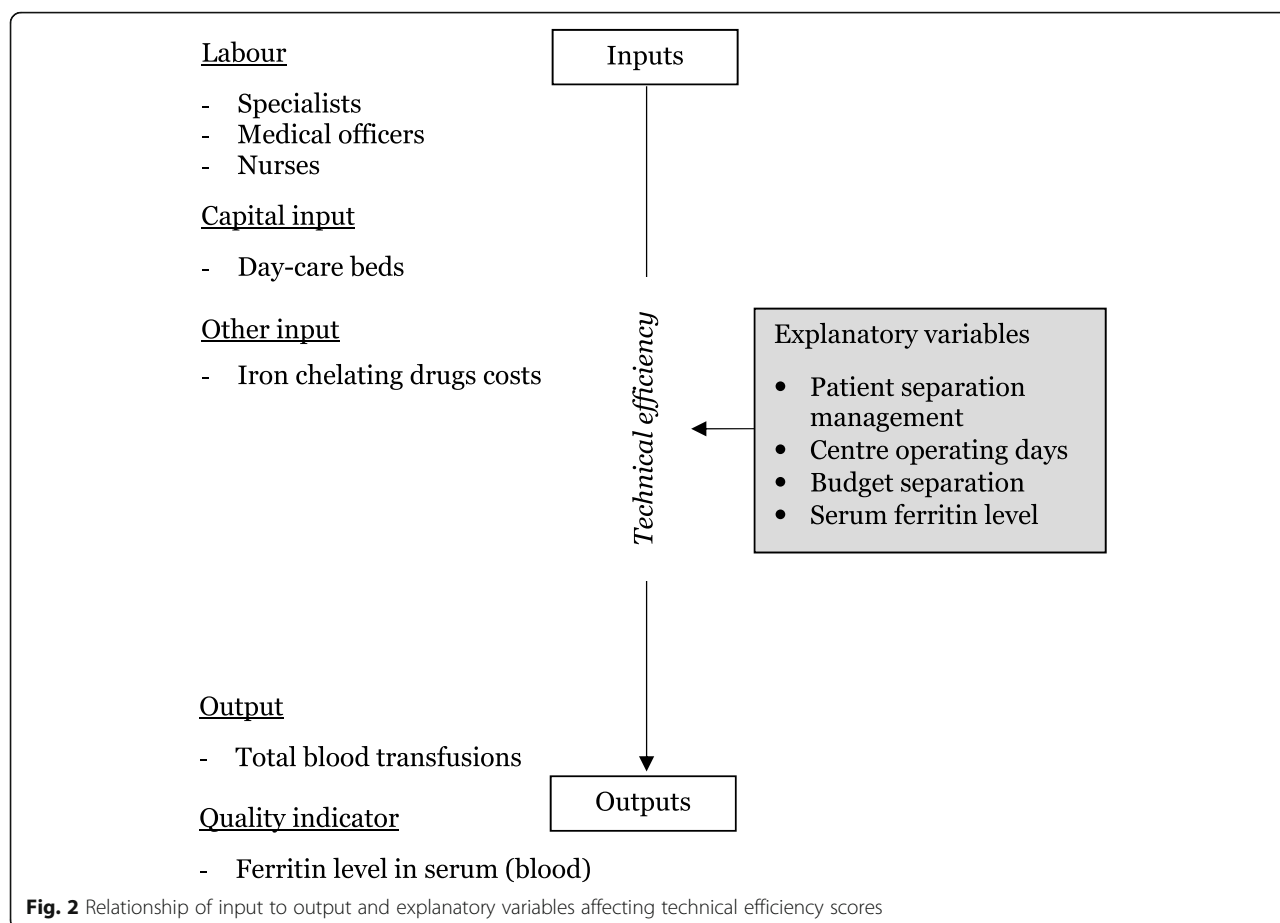 Inputs
Labour
- Specialists
- Medical officers
- Nurses
Capital input
- Day-care beds
Other input
- Iron chelating drugs costs
Technical efficiency
Explanatory variables
• Patient separation
management
• Centre operating days
• Budget separation
• Serum ferritin level
Output
- Total blood transfusions
Outputs
Quality indicator
- Ferritin level in serum (blood)
Fig. 2 Relationship of input to output and explanatory variables affecting technical efficiency scores